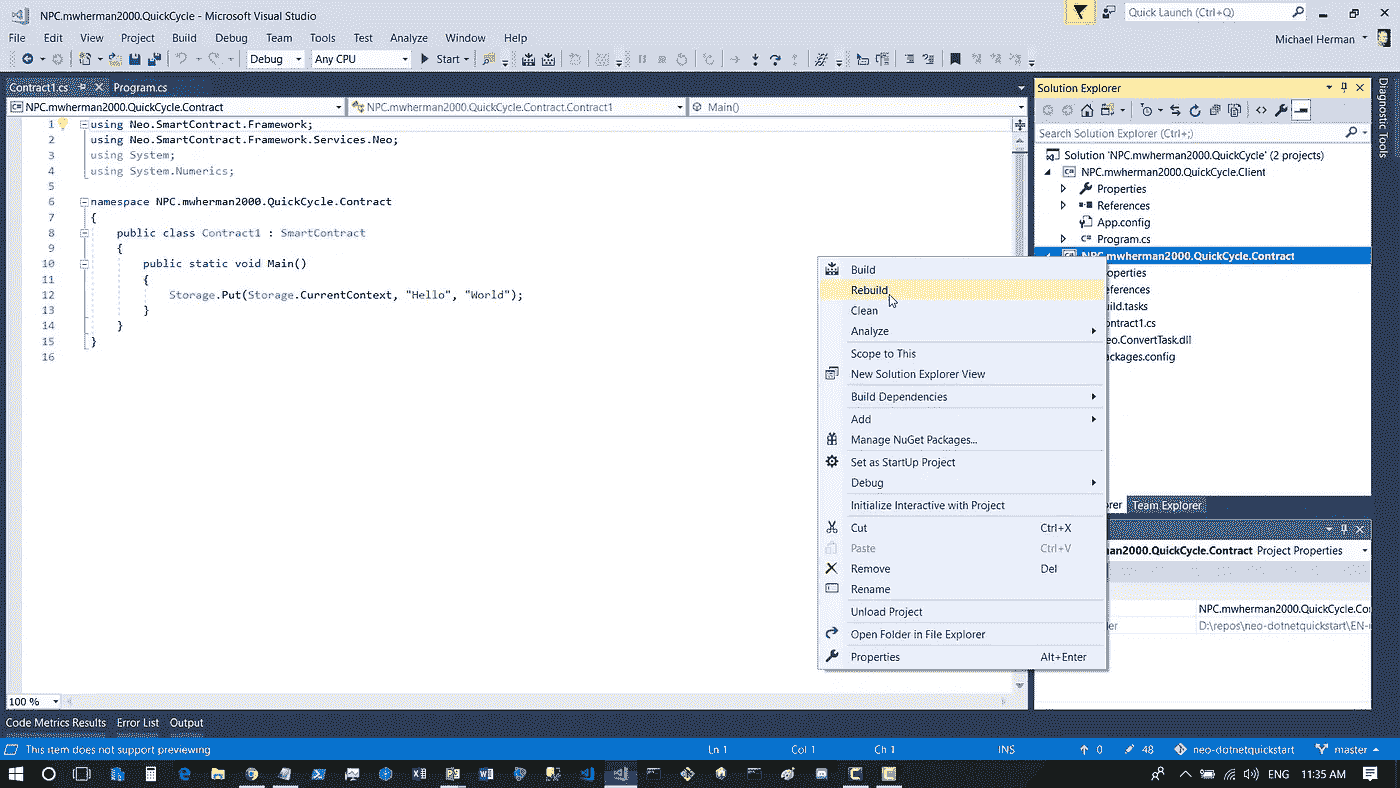 NPC.mwherman2000.QuickCycle - Microsoft Visual Studio
Quick Launch (Ctrl+Q)
File Edit View Project Build Debug Team Tools Test Analyze Window Help
Michael Herman
Debug Any CPU Start
Contract1.cs Program.cs
NPC.mwherman2000.QuickCycle.Contract NPC.mwherman2000.QuickCycle.Contract.Contract1 Main()
1 using Neo.SmartContract.Framework;
2 using Neo.SmartContract.Framework.Services.Neo;
3 using System;
4 using System.Numerics;
5
6 namespace NPC.mwherman2000.QuickCycle.Contract
7 {
8 public class Contract1 : SmartContract
9 {
10 public static void Main()
11 {
12 Storage.Put(Storage.CurrentContext, "Hello", "World");
13 }
14 }
15 }
16
100 %
Solution Explorer
Search Solution Explorer (Ctrl+;)
Solution 'NPC.mwherman2000.QuickCycle' (2 projects)
C# NPC.mwherman2000.QuickCycle.Client
Properties
References
App.config
C# Program.cs
NPC.mwherman2000.QuickCycle.Contract
operties
eferences
ild.tasks
ontract1.cs
eo.ConvertTask.dll
ackages.config
Diagnostic Tools
Build
Rebuild
Clean
Analyze
Scope to This
New Solution Explorer View
Build Dependencies
Add
Manage NuGet Packages...
Set as StartUp Project
Debug
Initialize Interactive with Project
Cut Ctrl+X
Paste Ctrl+V
Remove Del
Rename
Unload Project
Open Folder in File Explorer
Properties Alt+Enter
rer Team Explorer
man2000.QuickCycle.Contract Project Properties
NPC.mwherman2000.QuickCycle.Co
er D:\repos\neo-dotnetquickstart\EN-
Code Metrics Results Error List Output
This item does not support previewing
Ln 1 Col 1 Ch 1 INS 0 48 neo-dotnetquickstart master
ENG 11:35 AM